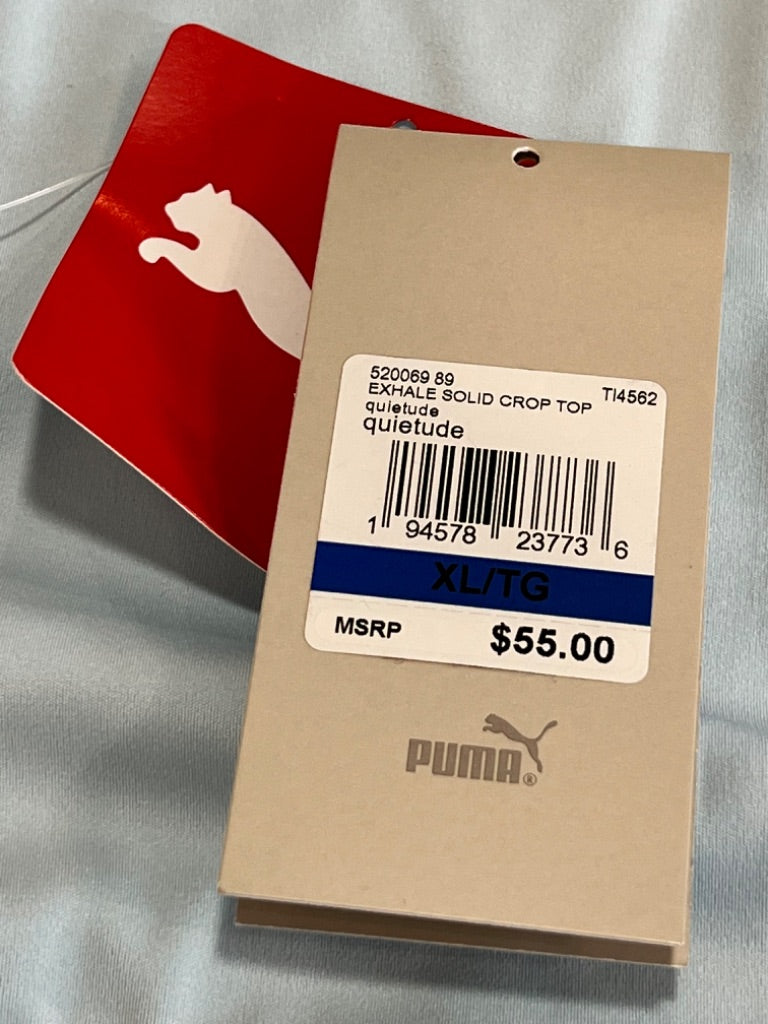 520069 89
EXHALE SOLID CROP TOP TI4562
quietude
quietude
1 94578 23773 6
XL/TG
MSRP $55.00
PUMA®